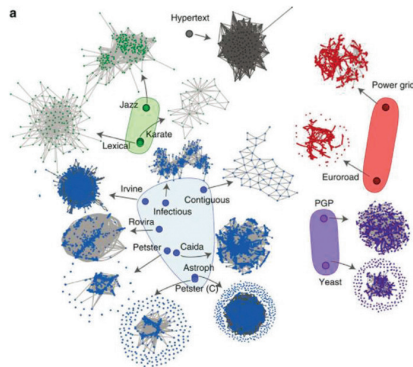 a
Hypertext
Jazz
Karate
Lexical
Power grid
Euroroad
Irvine
Infectious
Contiguous
Rovira
Petster
Caida
Astroph
Petster (C)
PGP
Yeast